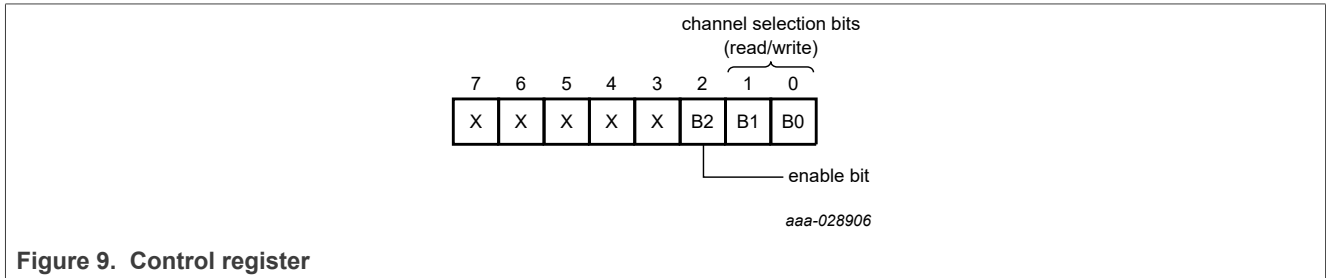 channel selection bits
(read/write)
7 6 5 4 3 2 1 0
X X X X X B2 B1 B0
enable bit
aaa-028906
Figure 9. Control register